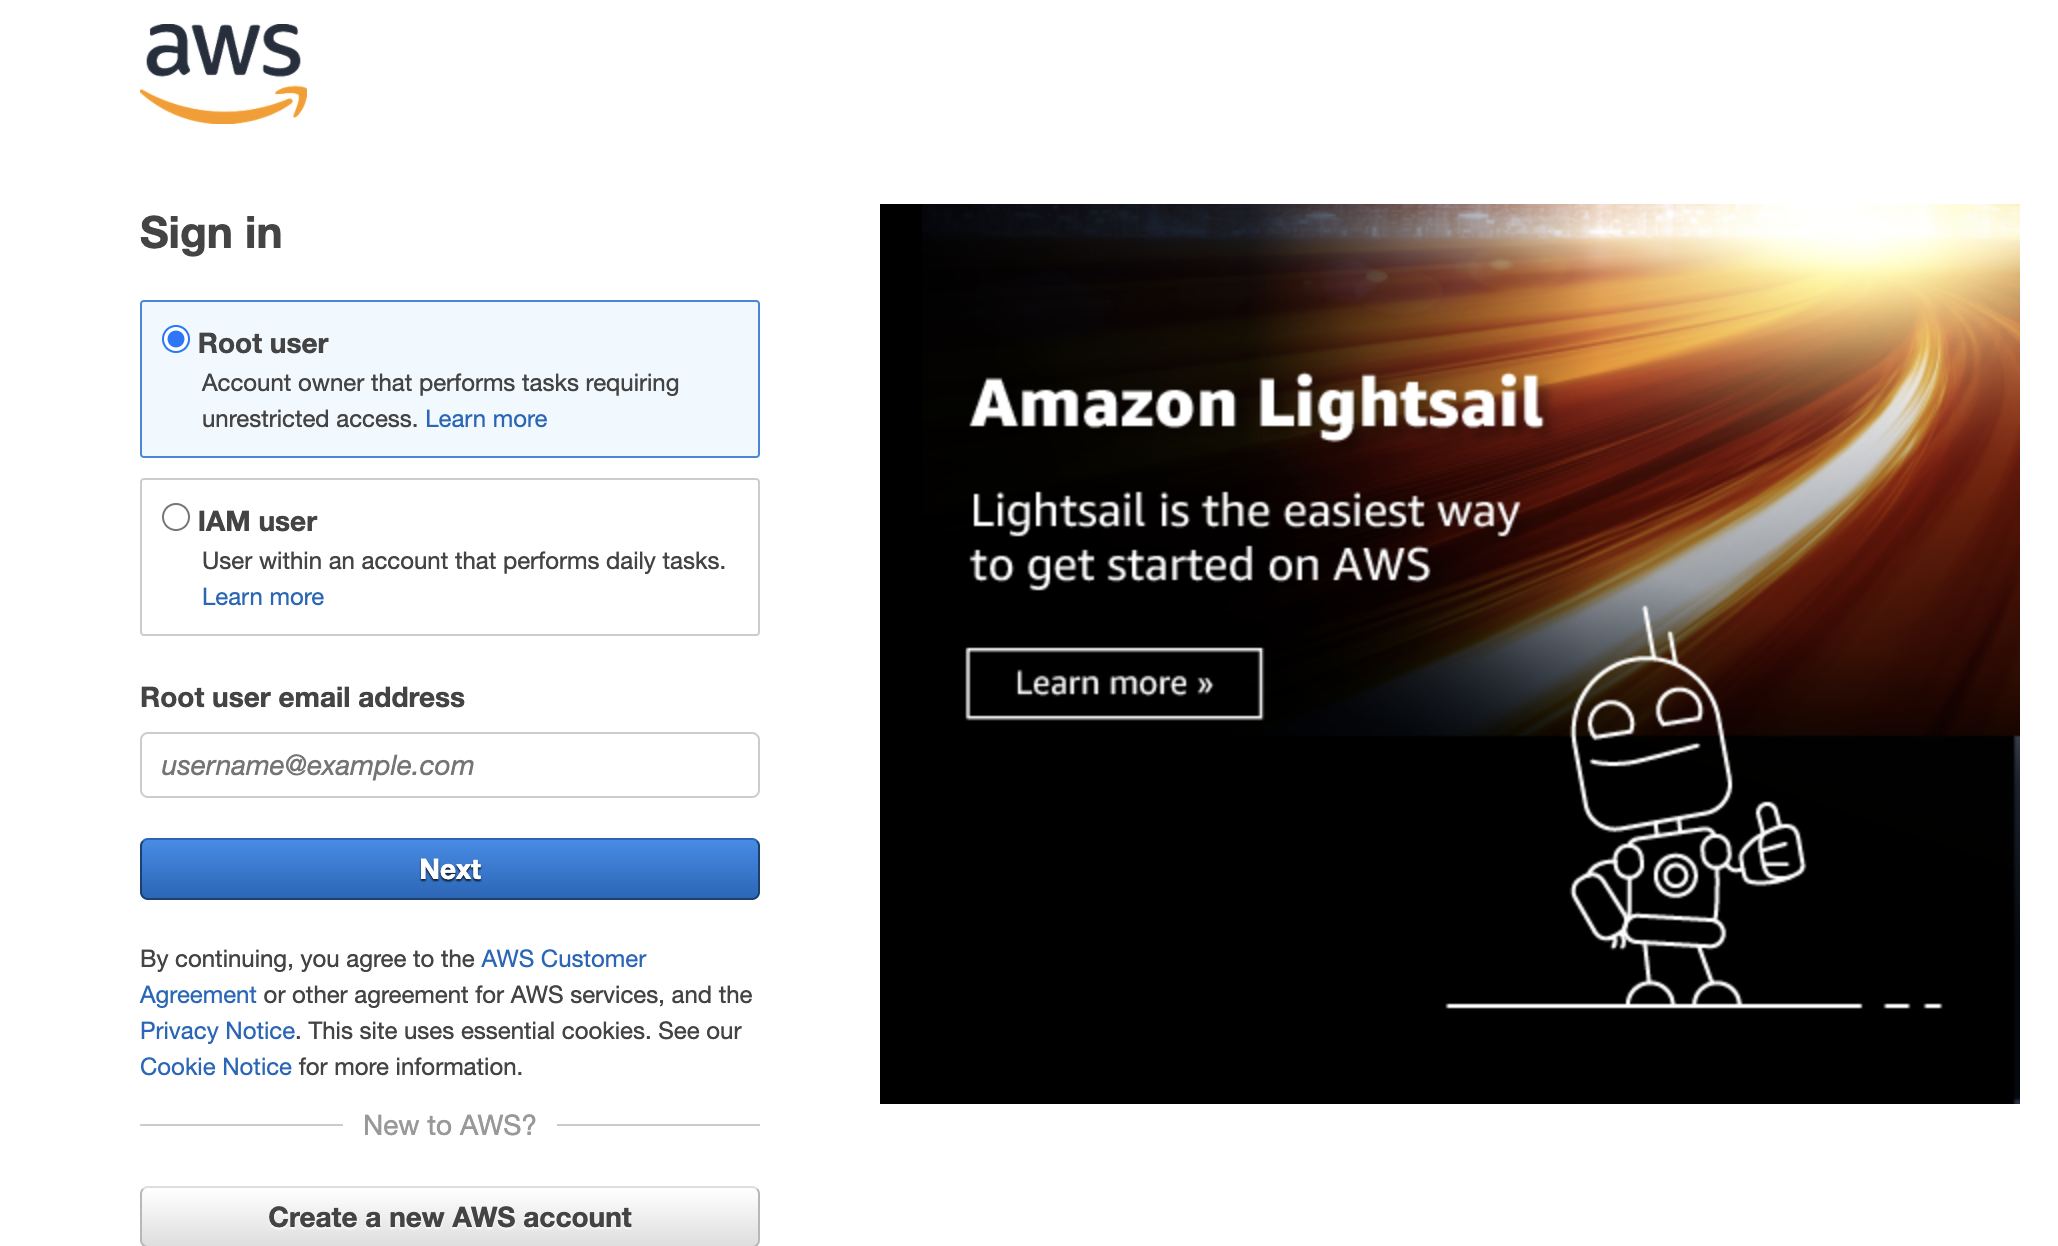 aws
Sign in
Root user
Account owner that performs tasks requiring
unrestricted access. Learn more
IAM user
User within an account that performs daily tasks.
Learn more
Root user email address
username@example.com
Next
By continuing, you agree to the AWS Customer
Agreement or other agreement for AWS services, and the
Privacy Notice. This site uses essential cookies. See our
Cookie Notice for more information.
New to AWS?
Create a new AWS account
Amazon Lightsail
Lightsail is the easiest way
to get started on AWS
Learn more »